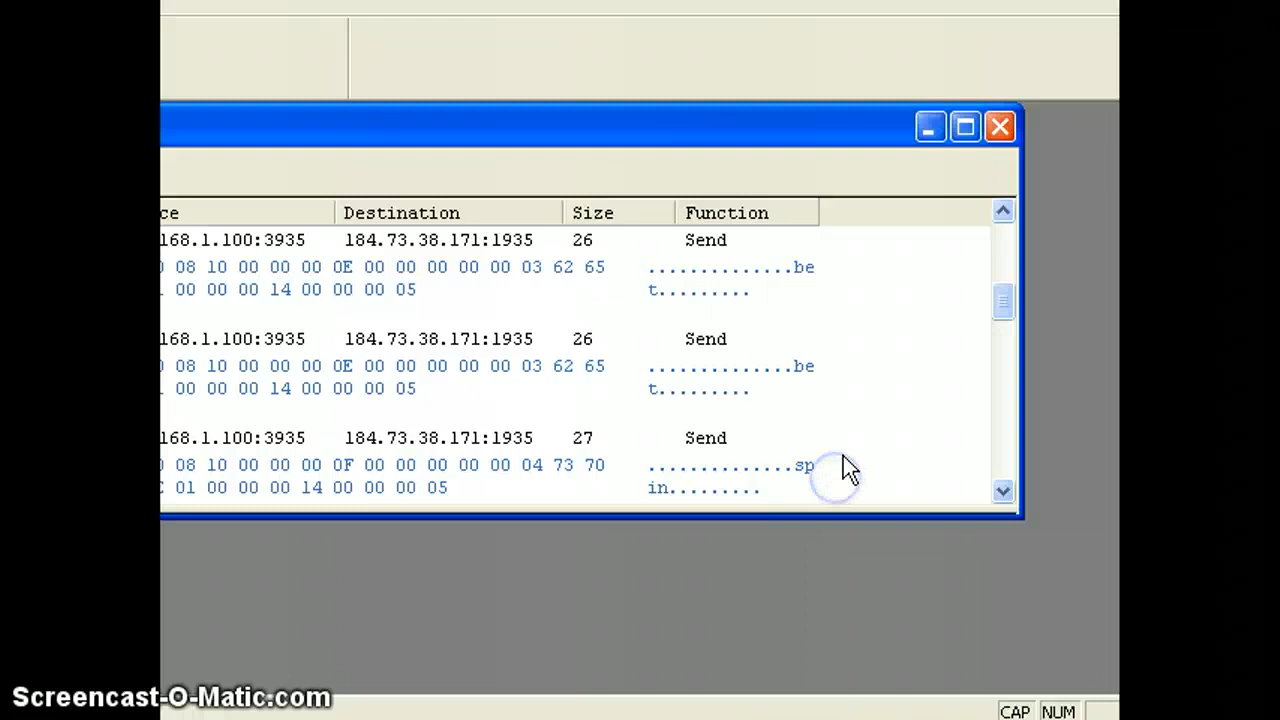 ce Destination Size Function
168.1.100:3935 184.73.38.171:1935 26 Send
08 10 00 00 00 0E 00 00 00 00 00 03 62 65 ..............be
00 00 00 14 00 00 00 05 t.........
168.1.100:3935 184.73.38.171:1935 26 Send
08 10 00 00 00 0E 00 00 00 00 00 03 62 65 ..............be
00 00 00 14 00 00 00 05 t.........
168.1.100:3935 184.73.38.171:1935 27 Send
08 10 00 00 00 0F 00 00 00 00 00 04 73 70 ..............sp
01 00 00 00 14 00 00 00 05 in.........
Screencast-O-Matic.com
CAP NUM